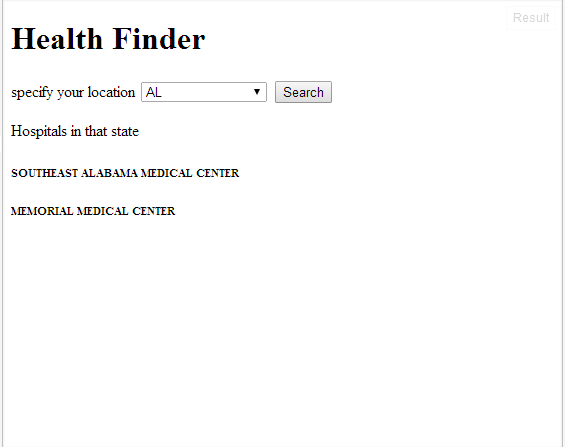 Result
Health Finder
specify your location AL Search
Hospitals in that state
SOUTHEAST ALABAMA MEDICAL CENTER
MEMORIAL MEDICAL CENTER